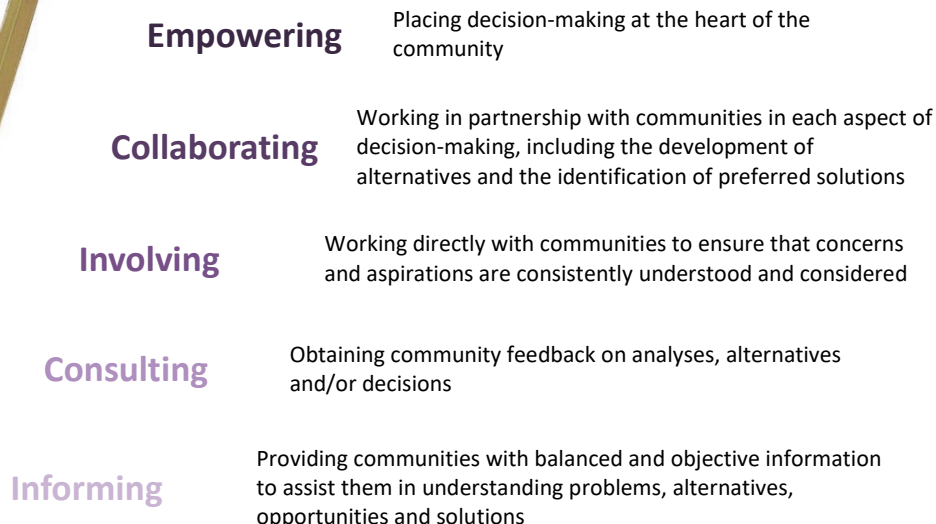 Empowering
Placing decision-making at the heart of the
community
Collaborating
Working in partnership with communities in each aspect of
decision-making, including the development of
alternatives and the identification of preferred solutions
Involving
Working directly with communities to ensure that concerns
and aspirations are consistently understood and considered
Consulting
Obtaining community feedback on analyses, alternatives
and/or decisions
Informing
Providing communities with balanced and objective information
to assist them in understanding problems, alternatives,
opportunities and solutions